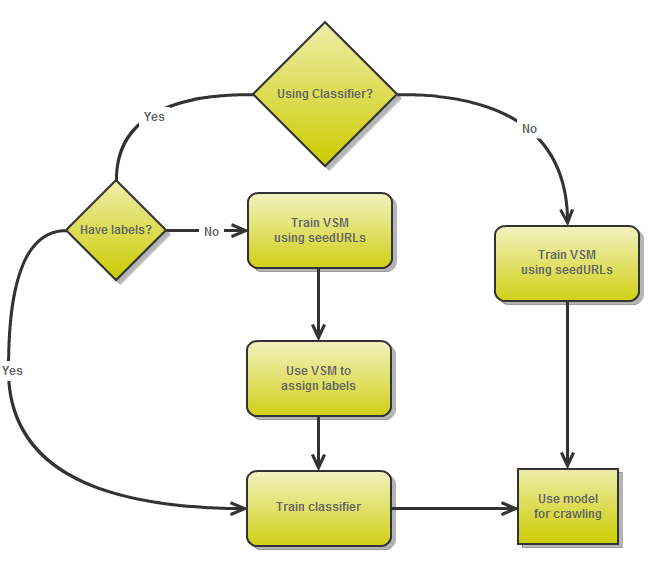 Using Classifier?
Yes
No
Have labels?
No
Train VSM
using seedURLs
Train VSM
using seedURLs
Yes
Use VSM to
assign labels
Train classifier
Use model
for crawling